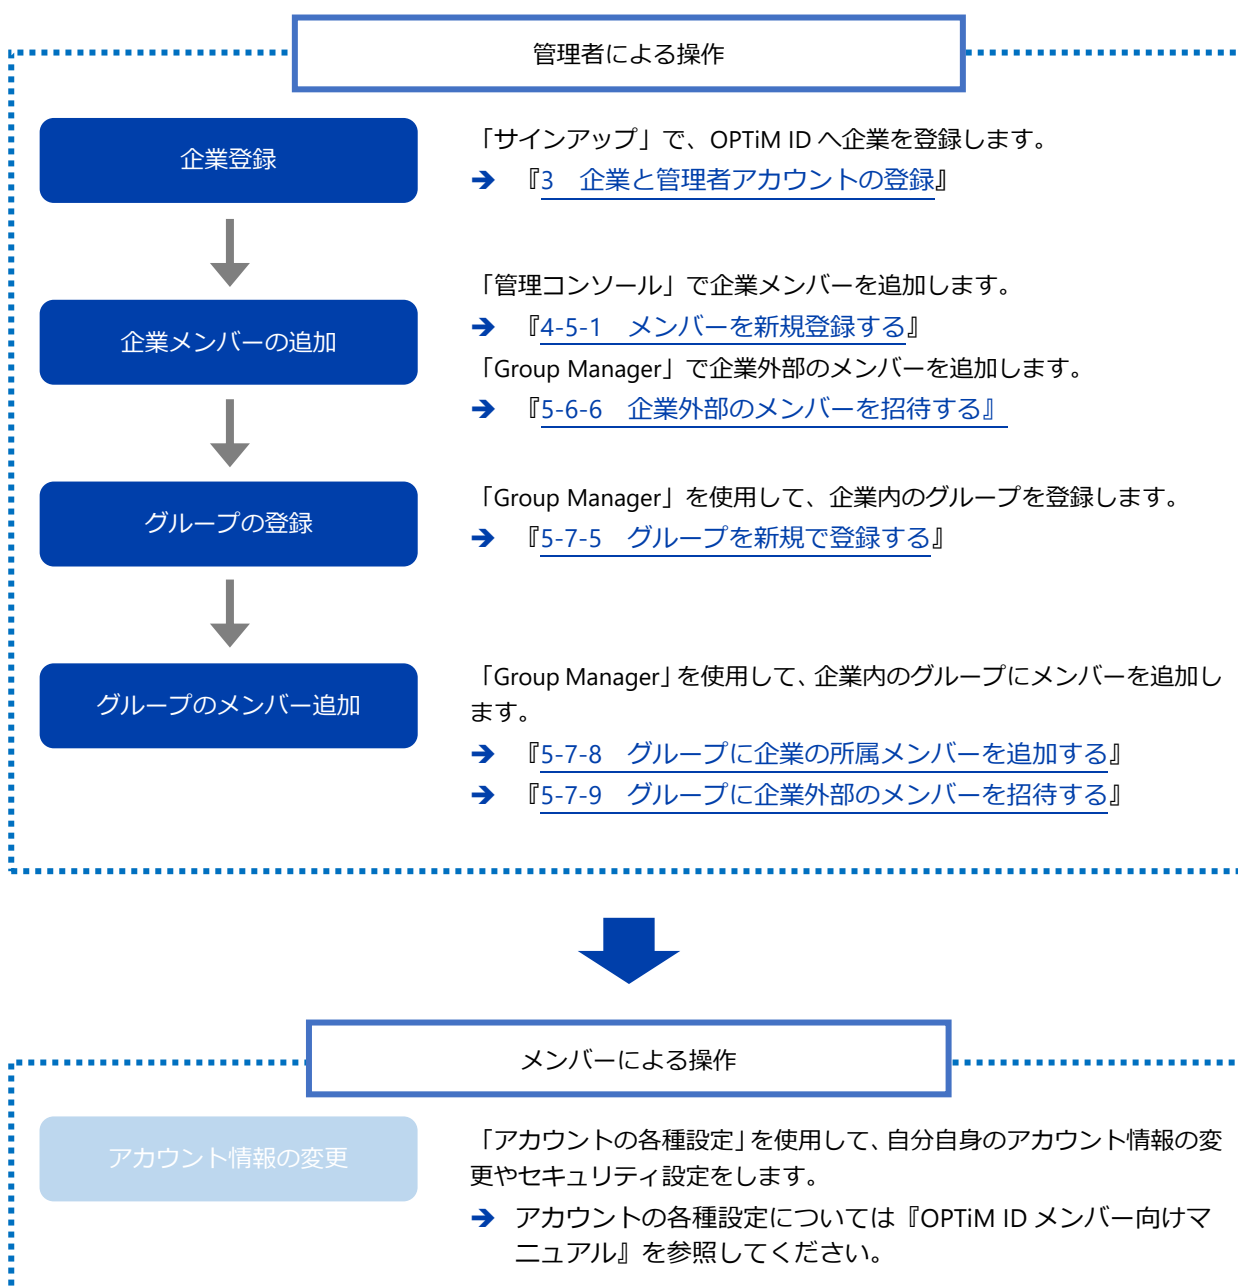 管理者による操作
企業登録
「サインアップ」で、OPTiM ID へ企業を登録します。
➔ 『3　企業と管理者アカウントの登録』
企業メンバーの追加
「管理コンソール」で企業メンバーを追加します。
➔ 『4-5-1　メンバーを新規登録する』
「Group Manager」で企業外部のメンバーを追加します。
➔ 『5-6-6　企業外部のメンバーを招待する』
グループの登録
「Group Manager」を使用して、企業内のグループを登録します。
➔ 『5-7-5　グループを新規で登録する』
グループのメンバー追加
「Group Manager」を使用して、企業内のグループにメンバーを追加し
ます。
➔ 『5-7-8　グループに企業の所属メンバーを追加する』
➔ 『5-7-9　グループに企業外部のメンバーを招待する』
メンバーによる操作
アカウント情報の変更
「アカウントの各種設定」を使用して、自分自身のアカウント情報の変
更やセキュリティ設定をします。
➔ アカウントの各種設定については『OPTiM ID メンバー向けマ
ニュアル』を参照してください。